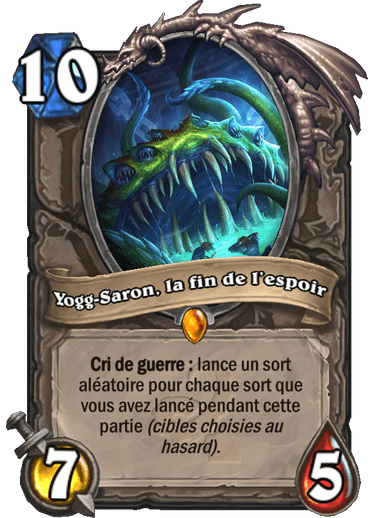 10
Yogg-Saron, la fin de l'espoir
Cri de guerre : lance un sort
aléatoire pour chaque sort que
vous avez lancé pendant cette
partie (cibles choisies au
hasard).
7
5